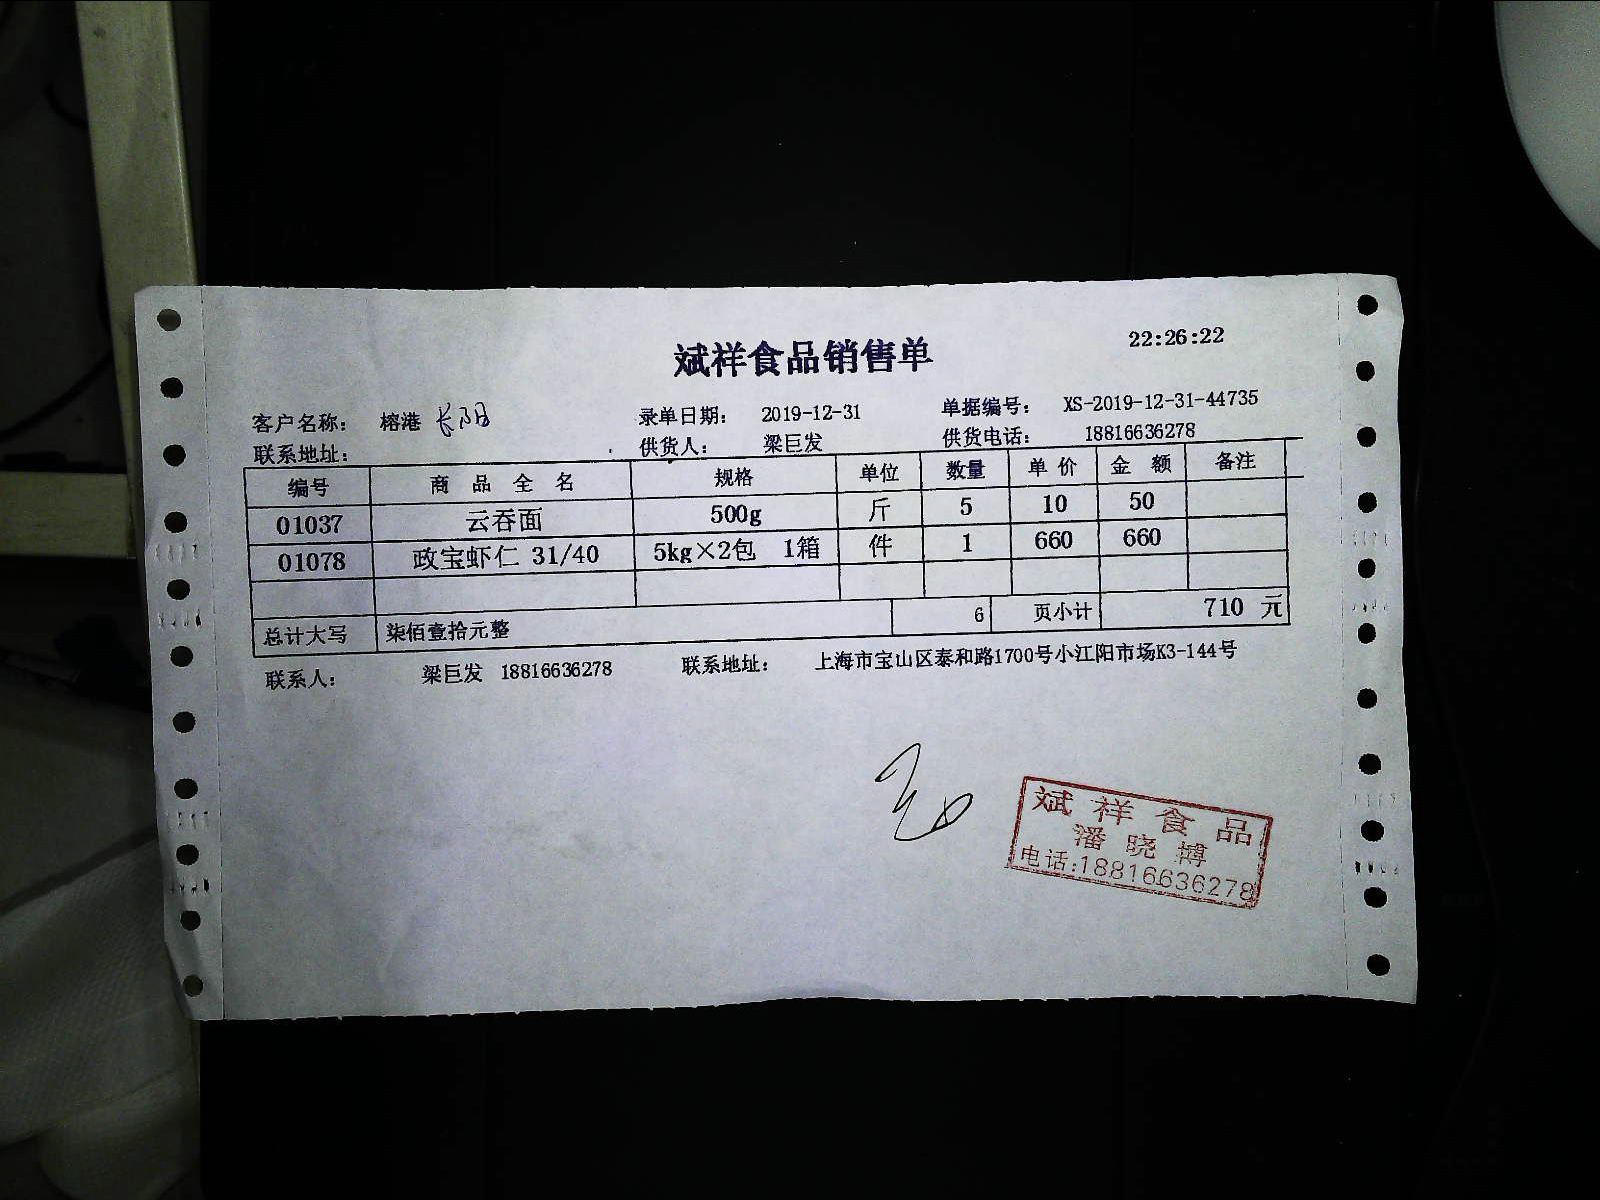 22:26:22
斌祥食品销售单
客户名称： 榕港 长阳 录单日期： 2019-12-31 单据编号： XS-2019-12-31-44735
联系地址： 供货人： 梁巨发 供货电话： 18816636278
编号 商 品 全 名 规格 单位 数量 单 价 金 额 备注
01037 云吞面 500g 斤 5 10 50
01078 政宝虾仁 31/40 5kg×2包 1箱 件 1 660 660
总计大写 柒佰壹拾元整 6 页小计 710 元
联系人： 梁巨发 18816636278 联系地址： 上海市宝山区泰和路1700号小江阳市场K3-144号
斌祥食品
潘晓博
电话:18816636278